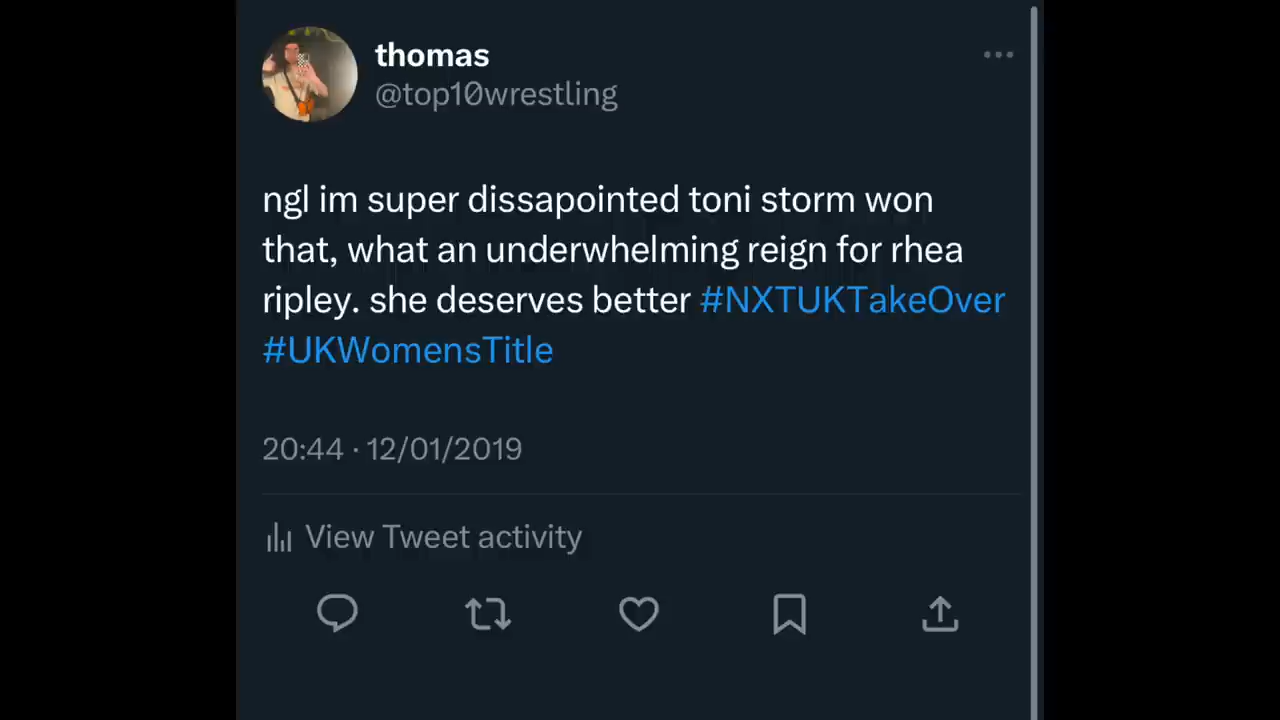 thomas
@top10wrestling
ngl im super dissapointed toni storm won
that, what an underwhelming reign for rhea
ripley. she deserves better #NXTUKTakeOver
#UKWomensTitle
20:44 · 12/01/2019
View Tweet activity